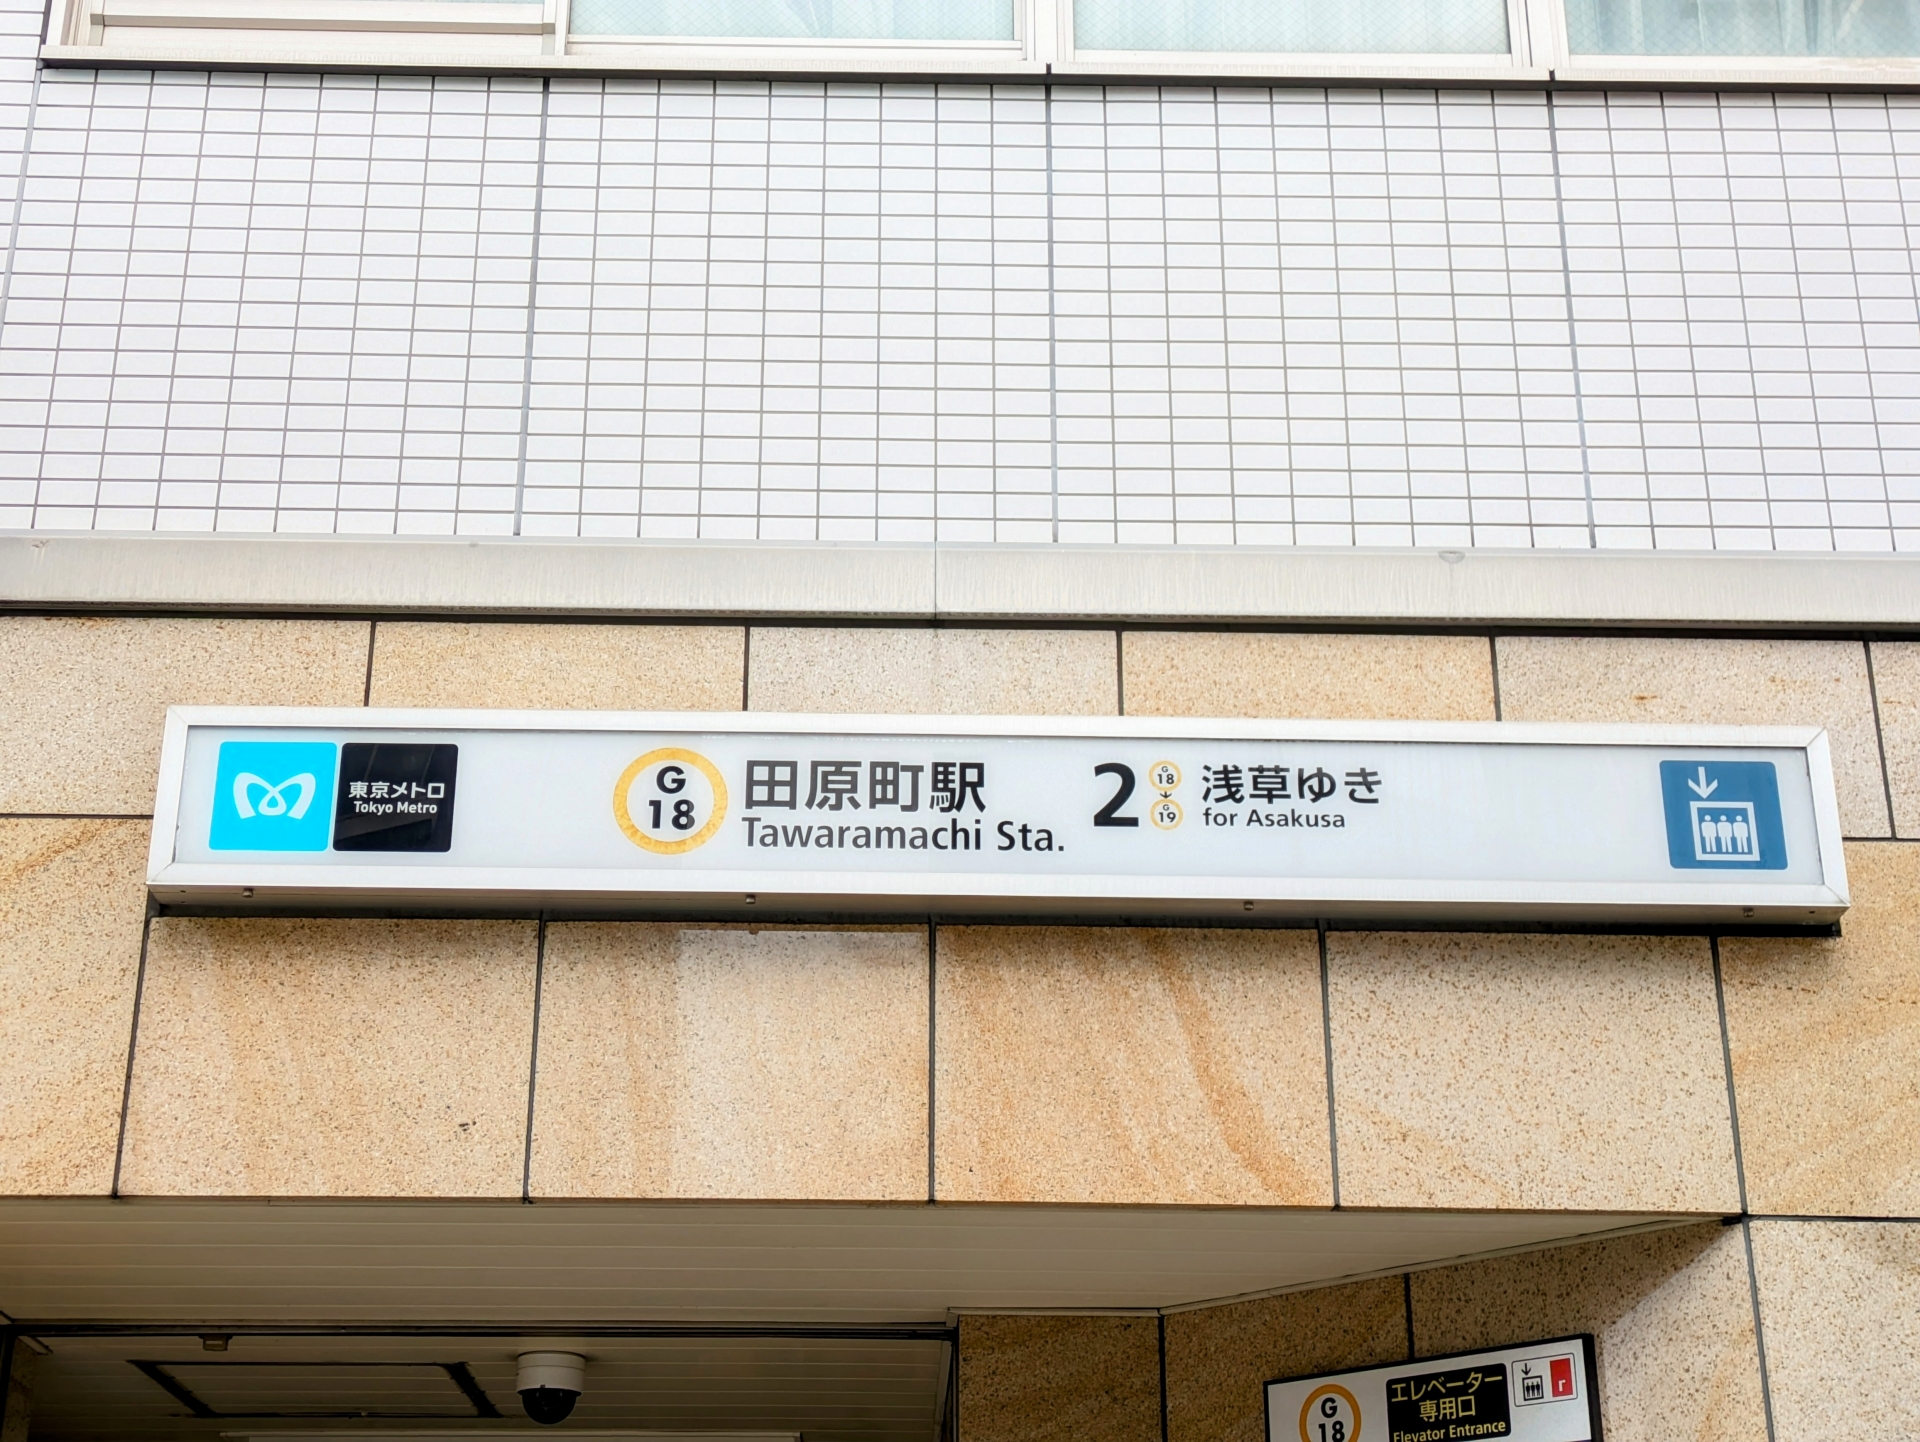 東京メトロ
Tokyo Metro
G
18
田原町駅
Tawaramachi Sta.
2
G
18
G
19
浅草ゆき
for Asakusa
G
18
エレベーター
専用口
Elevator Entrance
r